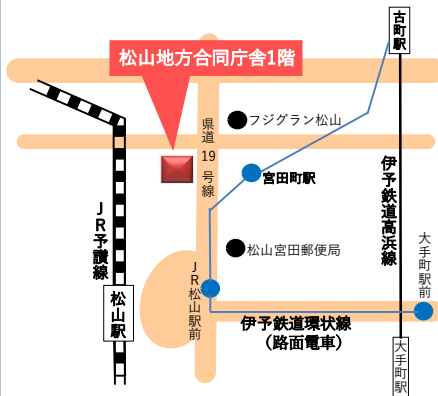 古町駅
松山地方合同庁舎1階
フジグラン松山
県道19号線
宮田町駅
伊予鉄道高浜線
JR予讃線
松山宮田郵便局
大手町駅前
JR松山駅前
松山駅
伊予鉄道環状線
(路面電車)
大手町駅